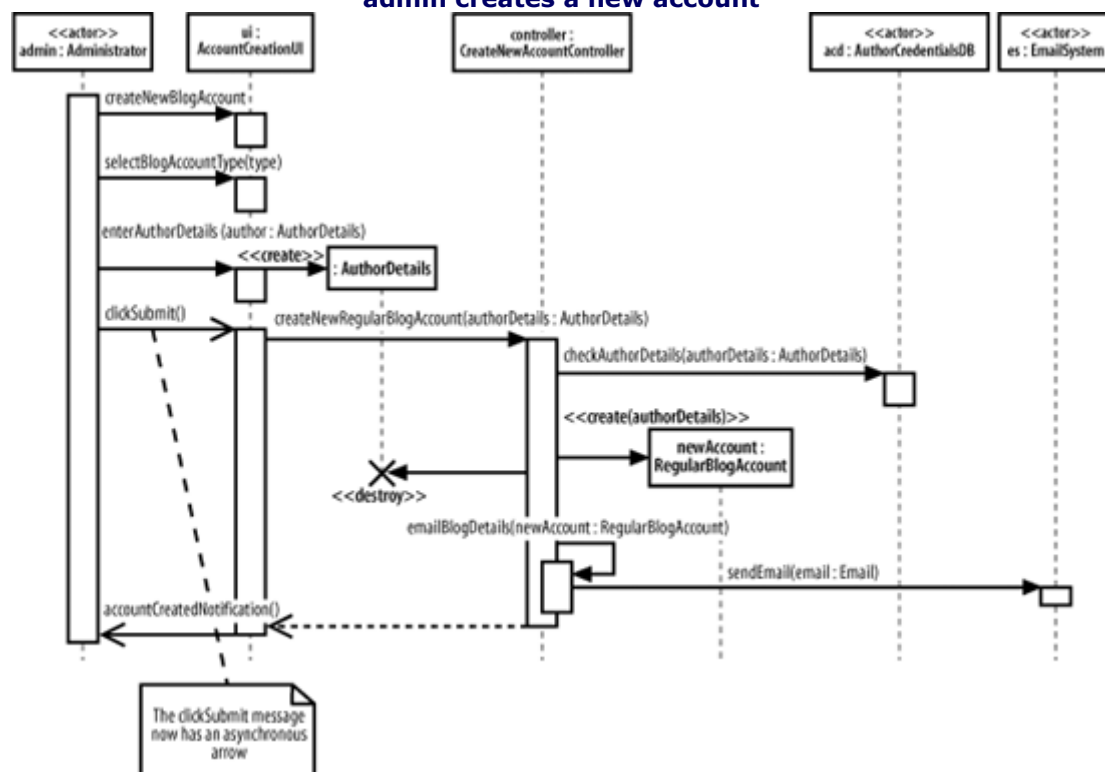 admin creates a new account
<<actor>>
admin : Administrator
ui :
AccountCreationUI
controller :
CreateNewAccountController
<<actor>>
acd : AuthorCredentialsDB
<<actor>>
es : EmailSystem
createNewBlogAccount
selectBlogAccountType(type)
enterAuthorDetails (author : AuthorDetails)
<<create>>
: AuthorDetails
clickSubmit()
createNewRegularBlogAccount(authorDetails : AuthorDetails)
checkAuthorDetails(authorDetails : AuthorDetails)
<<create(authorDetails)>>
newAccount :
RegularBlogAccount
<<destroy>>
emailBlogDetails(newAccount : RegularBlogAccount)
sendEmail(email : Email)
accountCreatedNotification()
The clickSubmit message
now has an asynchronous
arrow